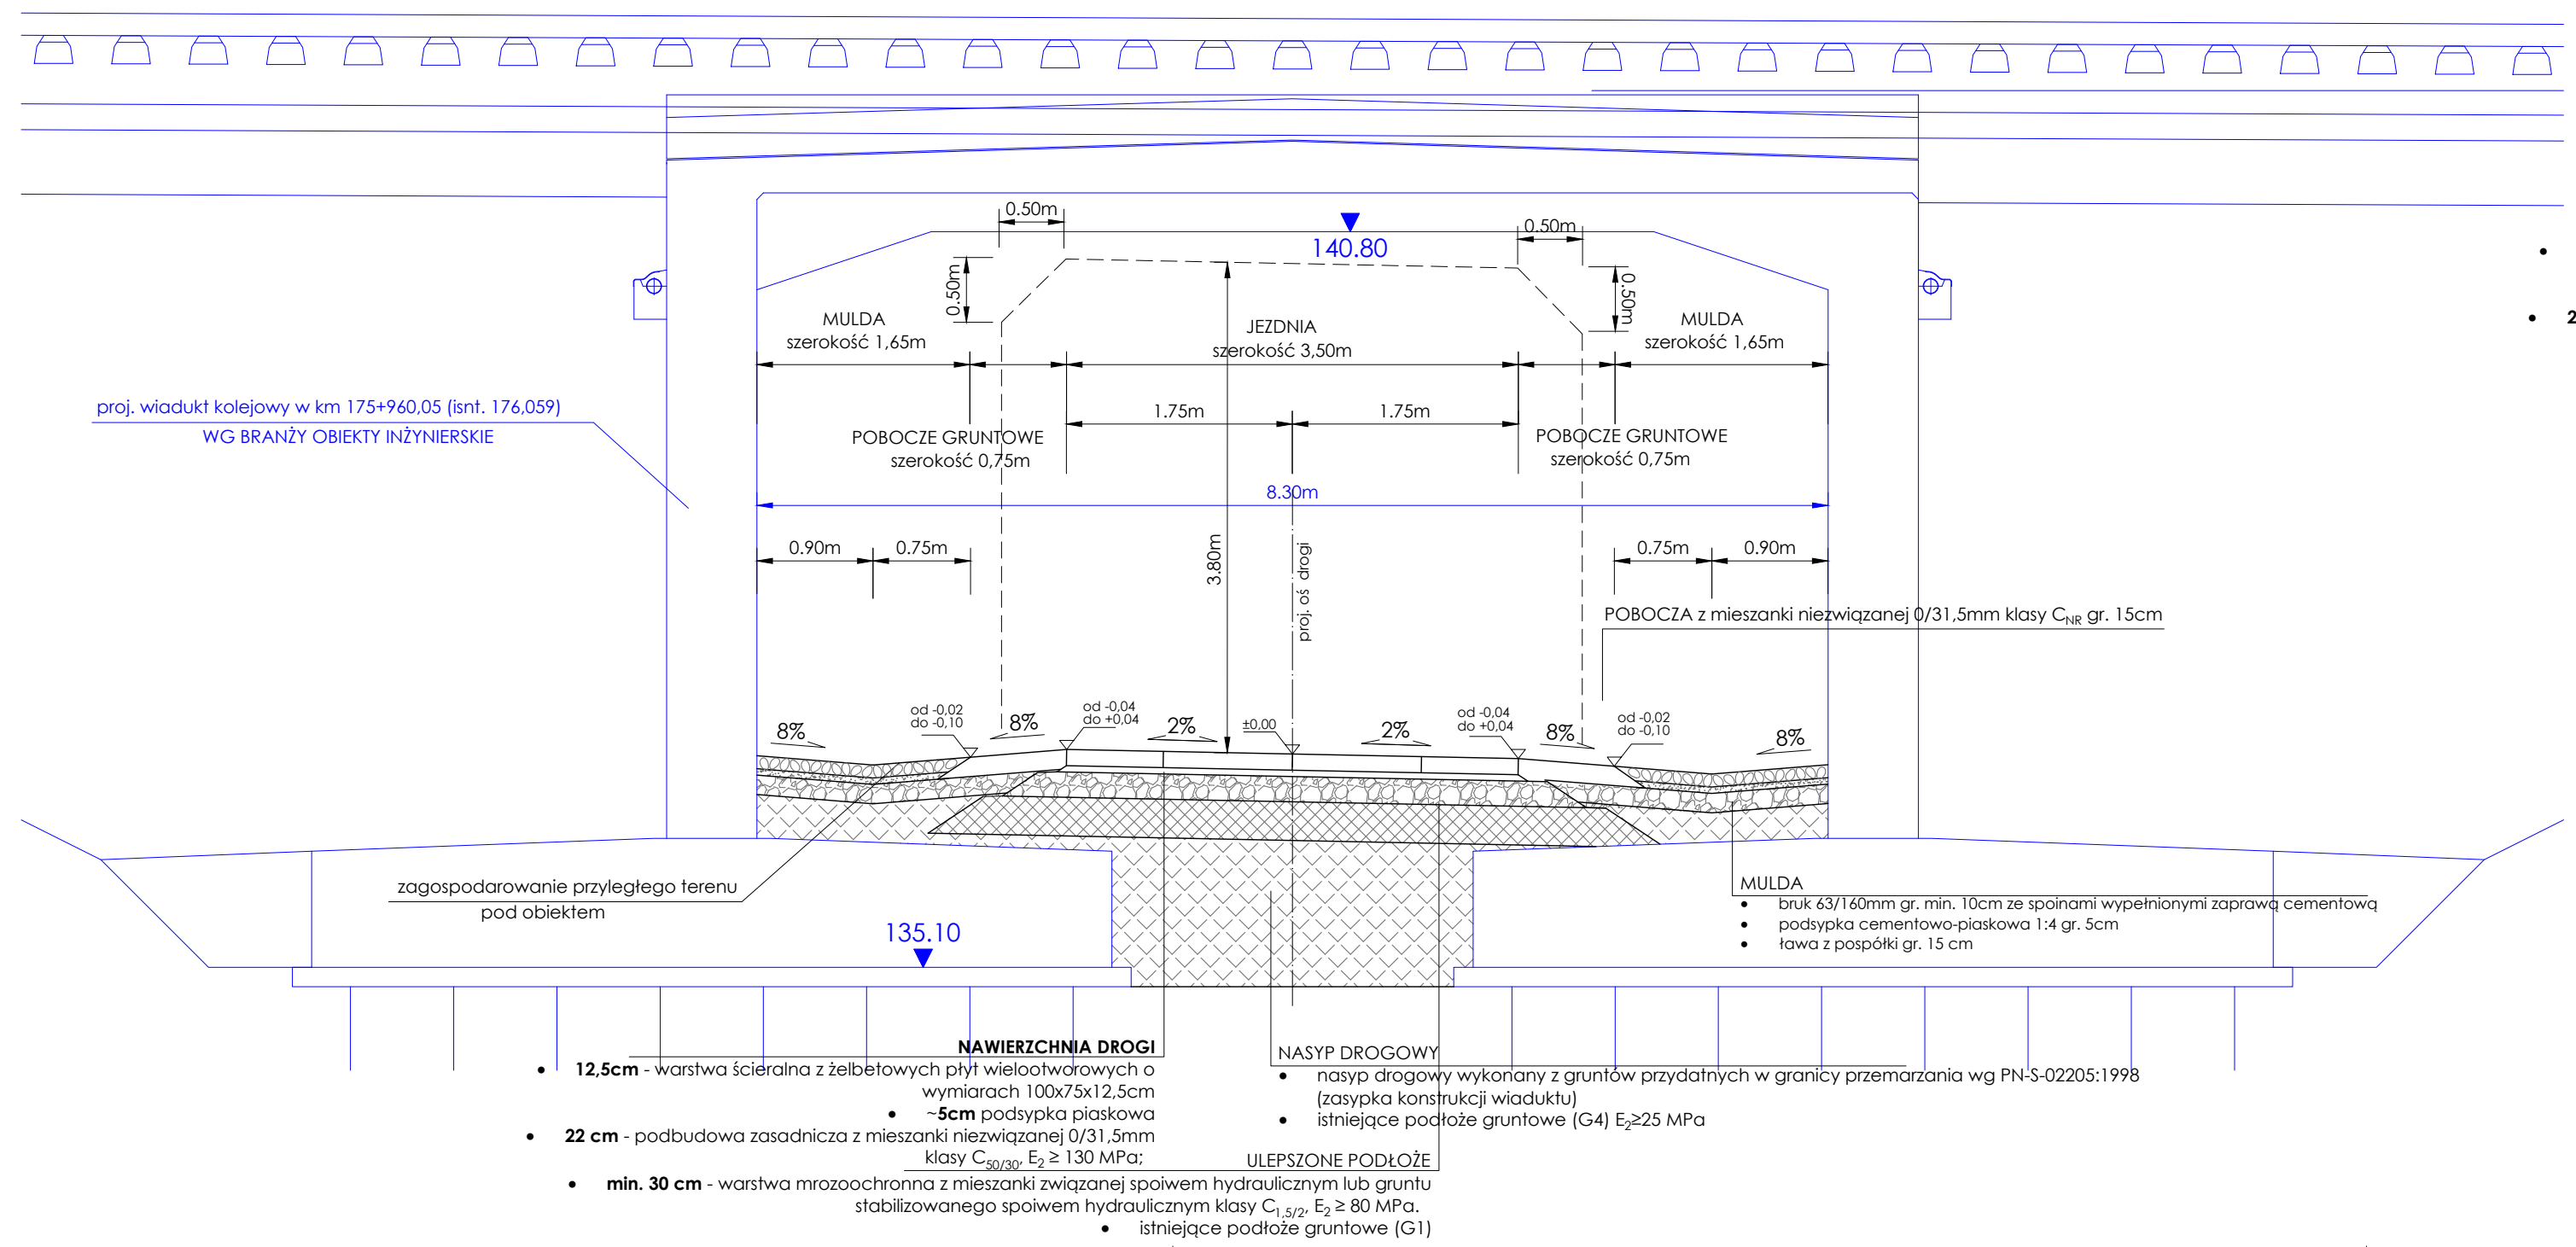 0.50m
0.50m
140.80
0.50m
0.50m
MULDA
szerokość 1,65m
JEZDNIA
szerokość 3,50m
MULDA
szerokość 1,65m
• 2
proj. wiadukt kolejowy w km 175+960,05 (isnt. 176,059)
WG BRANŻY OBIEKTY INŻYNIERSKIE
1.75m
1.75m
POBOCZE GRUNTOWE
szerokość 0,75m
POBOCZE GRUNTOWE
szerokość 0,75m
8.30m
0.90m
0.75m
3.80m
proj. oś drogi
0.75m
0.90m
POBOCZA z mieszanki niezwiązanej 0/31,5mm klasy CNR gr. 15cm
8%
od -0,02
do -0,10
8%
od -0,04
do +0,04
2%
±0,00
2%
od -0,04
do +0,04
8%
od -0,02
do -0,10
8%
zagospodarowanie przyległego terenu
pod obiektem
135.10
MULDA
• bruk 63/160mm gr. min. 10cm ze spoinami wypełnionymi zaprawą cementową
• podsypka cementowo-piaskowa 1:4 gr. 5cm
• ława z pospółki gr. 15 cm
NAWIERZCHNIA DROGI
• 12,5cm - warstwa ścieralna z żelbetowych płyt wielootworowych o
wymiarach 100x75x12,5cm
• ~5cm podsypka piaskowa
• 22 cm - podbudowa zasadnicza z mieszanki niezwiązanej 0/31,5mm
klasy C50/30, E2 ≥ 130 MPa;
NASYP DROGOWY
• nasyp drogowy wykonany z gruntów przydatnych w granicy przemarzania wg PN-S-02205:1998
(zasypka konstrukcji wiaduktu)
• istniejące podłoże gruntowe (G4) E2≥25 MPa
ULEPSZONE PODŁOŻE
• min. 30 cm - warstwa mrozoochronna z mieszanki związanej spoiwem hydraulicznym lub gruntu
stabilizowanego spoiwem hydraulicznym klasy C1,5/2, E2 ≥ 80 MPa.
• istniejące podłoże gruntowe (G1)